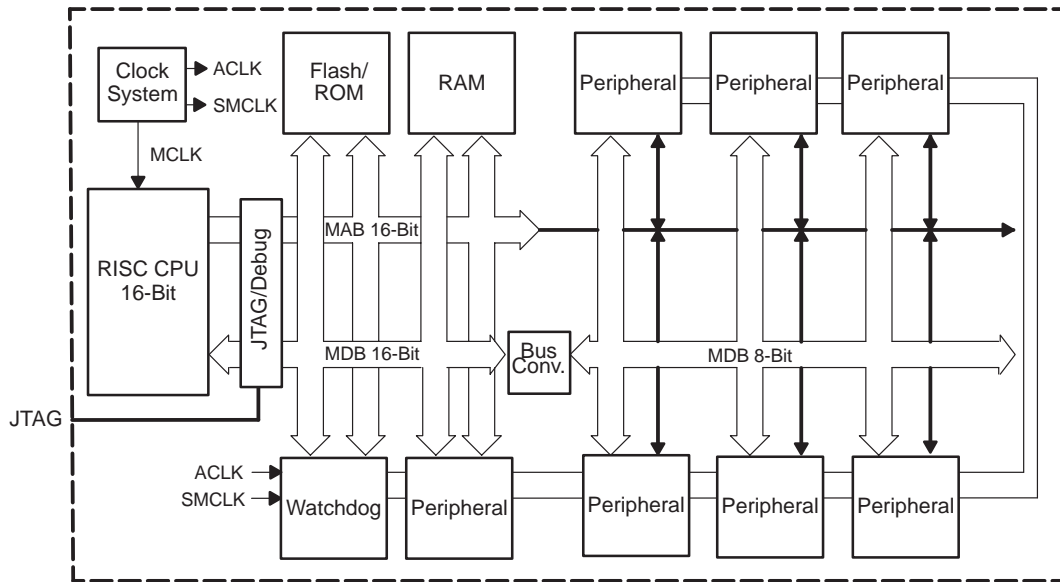 Clock
System
ACLK
SMCLK
MCLK
Flash/
ROM
RAM
Peripheral
Peripheral
Peripheral
RISC CPU
16-Bit
JTAG/Debug
MAB 16-Bit
MDB 16-Bit
Bus
Conv.
MDB 8-Bit
JTAG
ACLK
SMCLK
Watchdog
Peripheral
Peripheral
Peripheral
Peripheral